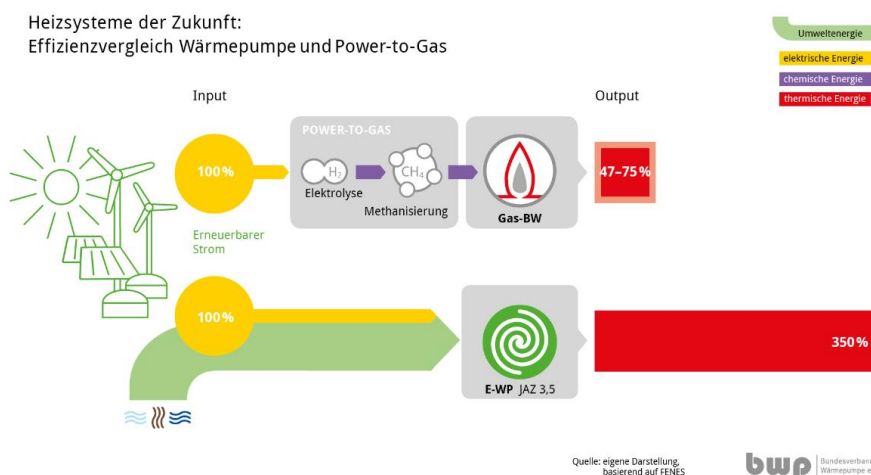 Heizsysteme der Zukunft:
Effizienzvergleich Wärmepumpe und Power-to-Gas
Umweltenergie
elektrische Energie
chemische Energie
thermische Energie
Input
Output
POWER-TO-GAS
100%
H₂
CH₄
47–75%
Elektrolyse
Methanisierung
Gas-BW
Erneuerbarer
Strom
100%
350%
E-WP JAZ 3,5
Quelle: eigene Darstellung,
basierend auf FENES
bwp
Bundesverband
Wärmepumpe e